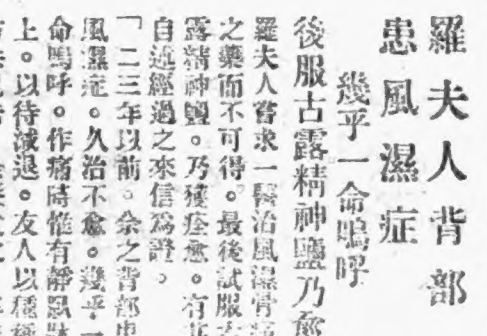 羅夫人背部
患風濕症
幾乎一命嗚呼
後服古露精神鹽乃愈
羅夫人嘗求一醫治風濕骨
之藥而不可得。最後試服
露精神鹽。乃獲痊愈。有
自述經過之來信為證。
「二三年以前。余之背部
風濕症。久治不愈。幾乎一
命嗚呼。作痛時惟有靜臥
上。以待減退。友人以種